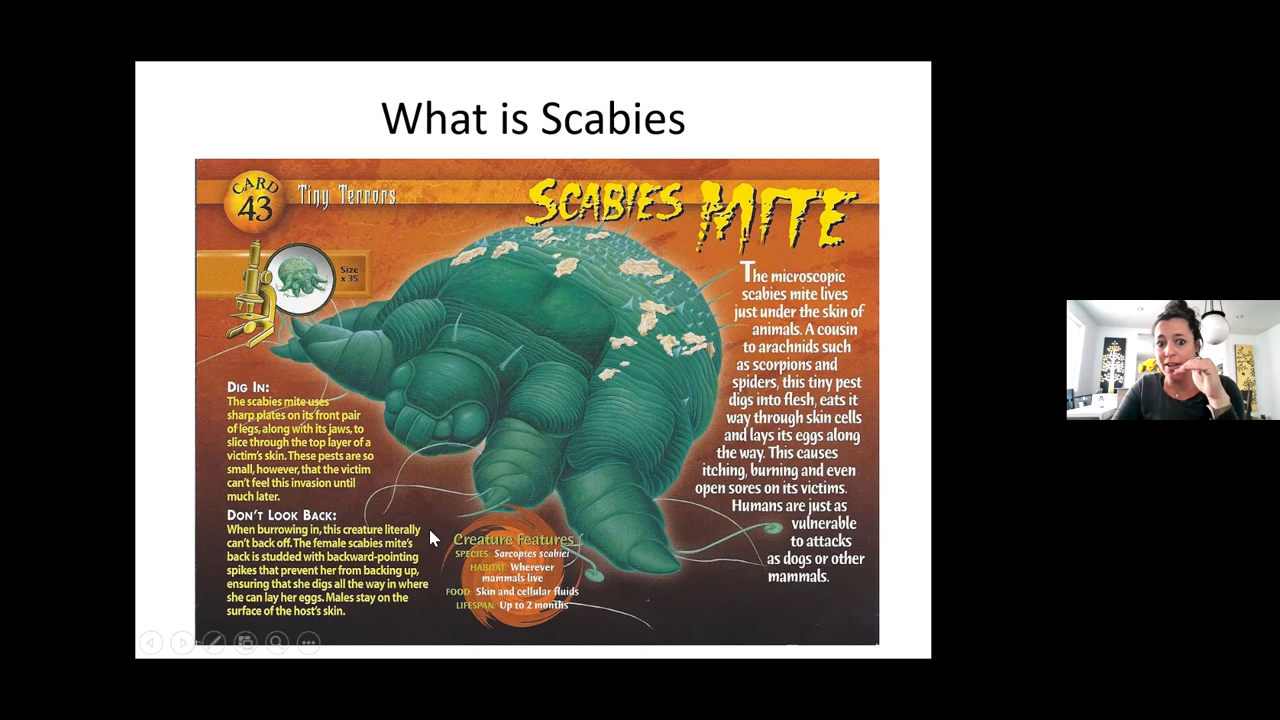 What is Scabies
CARD
43
Tiny Terrors
SCABIES MITE
Size
x 35
The microscopic
scabies mite lives
just under the skin of
animals. A cousin
to arachnids such
as scorpions and
spiders, this tiny pest
digs into flesh, eats it
way through skin cells
and lays its eggs along
the way. This causes
itching, burning and even
open sores on its victims.
Humans are just as
vulnerable
to attacks
as dogs or other
mammals.
DIG IN:
The scabies mite uses
sharp plates on its front pair
of legs, along with its jaws, to
slice through the top layer of a
victim's skin. These pests are so
small, however, that the victim
can't feel this invasion until
much later.
DON'T LOOK BACK:
When burrowing in, this creature literally
can't back off. The female scabies mite's
back is studded with backward-pointing
spikes that prevent her from backing up,
ensuring that she digs all the way in where
she can lay her eggs. Males stay on the
surface of the host's skin.
Creature Features
SPECIES: Sarcoptes scabiei
HABITAT: Wherever
mammals live
FOOD: Skin and cellular fluids
LIFESPAN: Up to 2 months